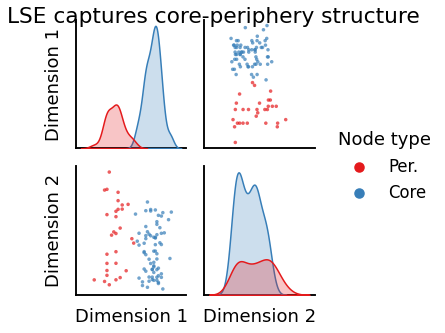 LSE captures core-periphery structure
Dimension 1
Dimension 2
Dimension 1
Dimension 2
Node type
Per.
Core